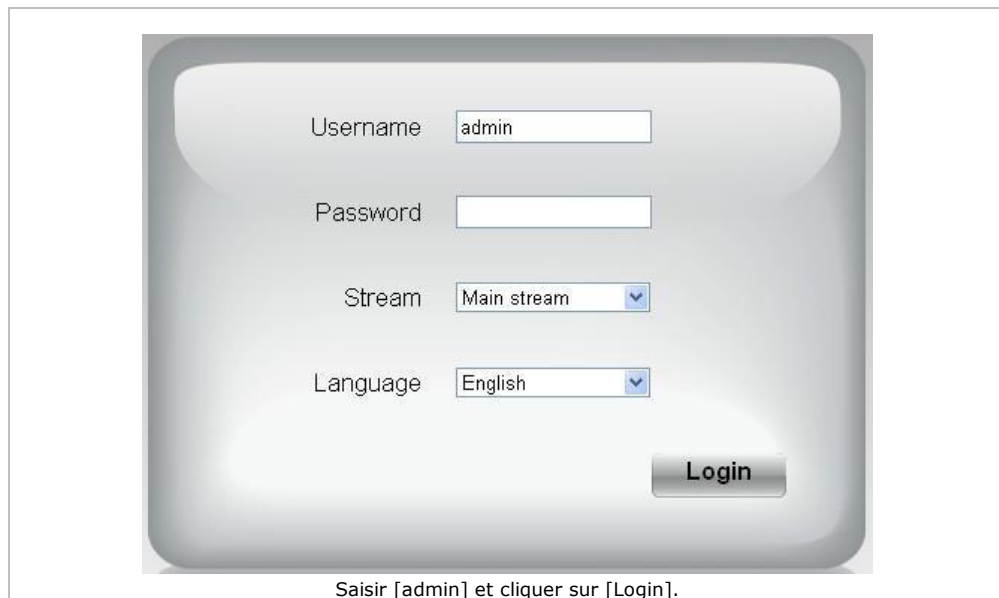 Username admin
Password
Stream Main stream
Language English
Login
Saisir [admin] et cliquer sur [Login].